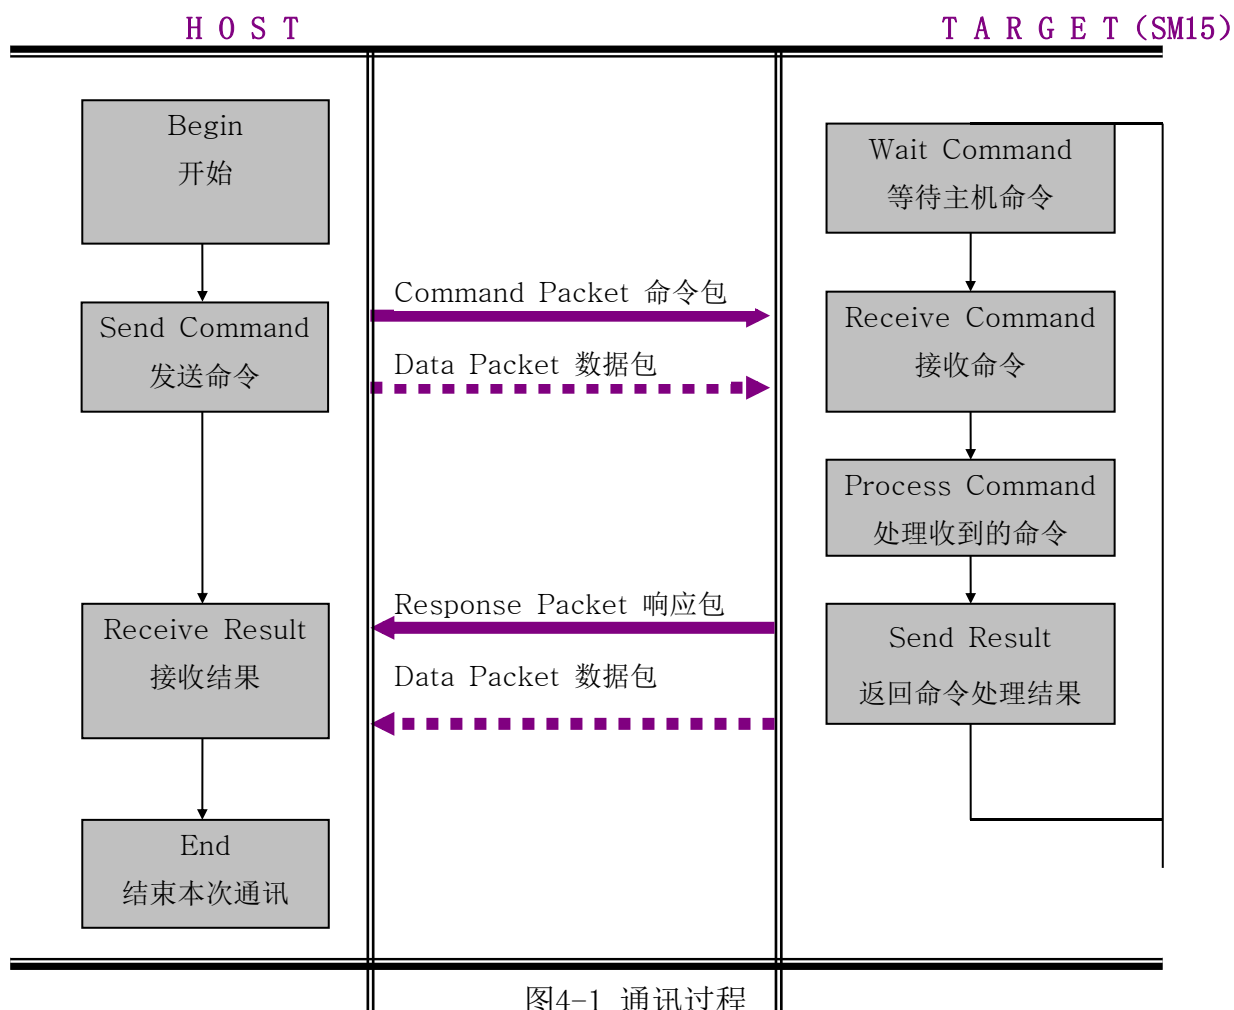 H O S T
T A R G E T (SM15)
Begin
开始
Send Command
发送命令
Receive Result
接收结果
End
结束本次通讯
Command Packet 命令包
Data Packet 数据包
Response Packet 响应包
Data Packet 数据包
Wait Command
等待主机命令
Receive Command
接收命令
Process Command
处理收到的命令
Send Result
返回命令处理结果
图4-1 通讯过程